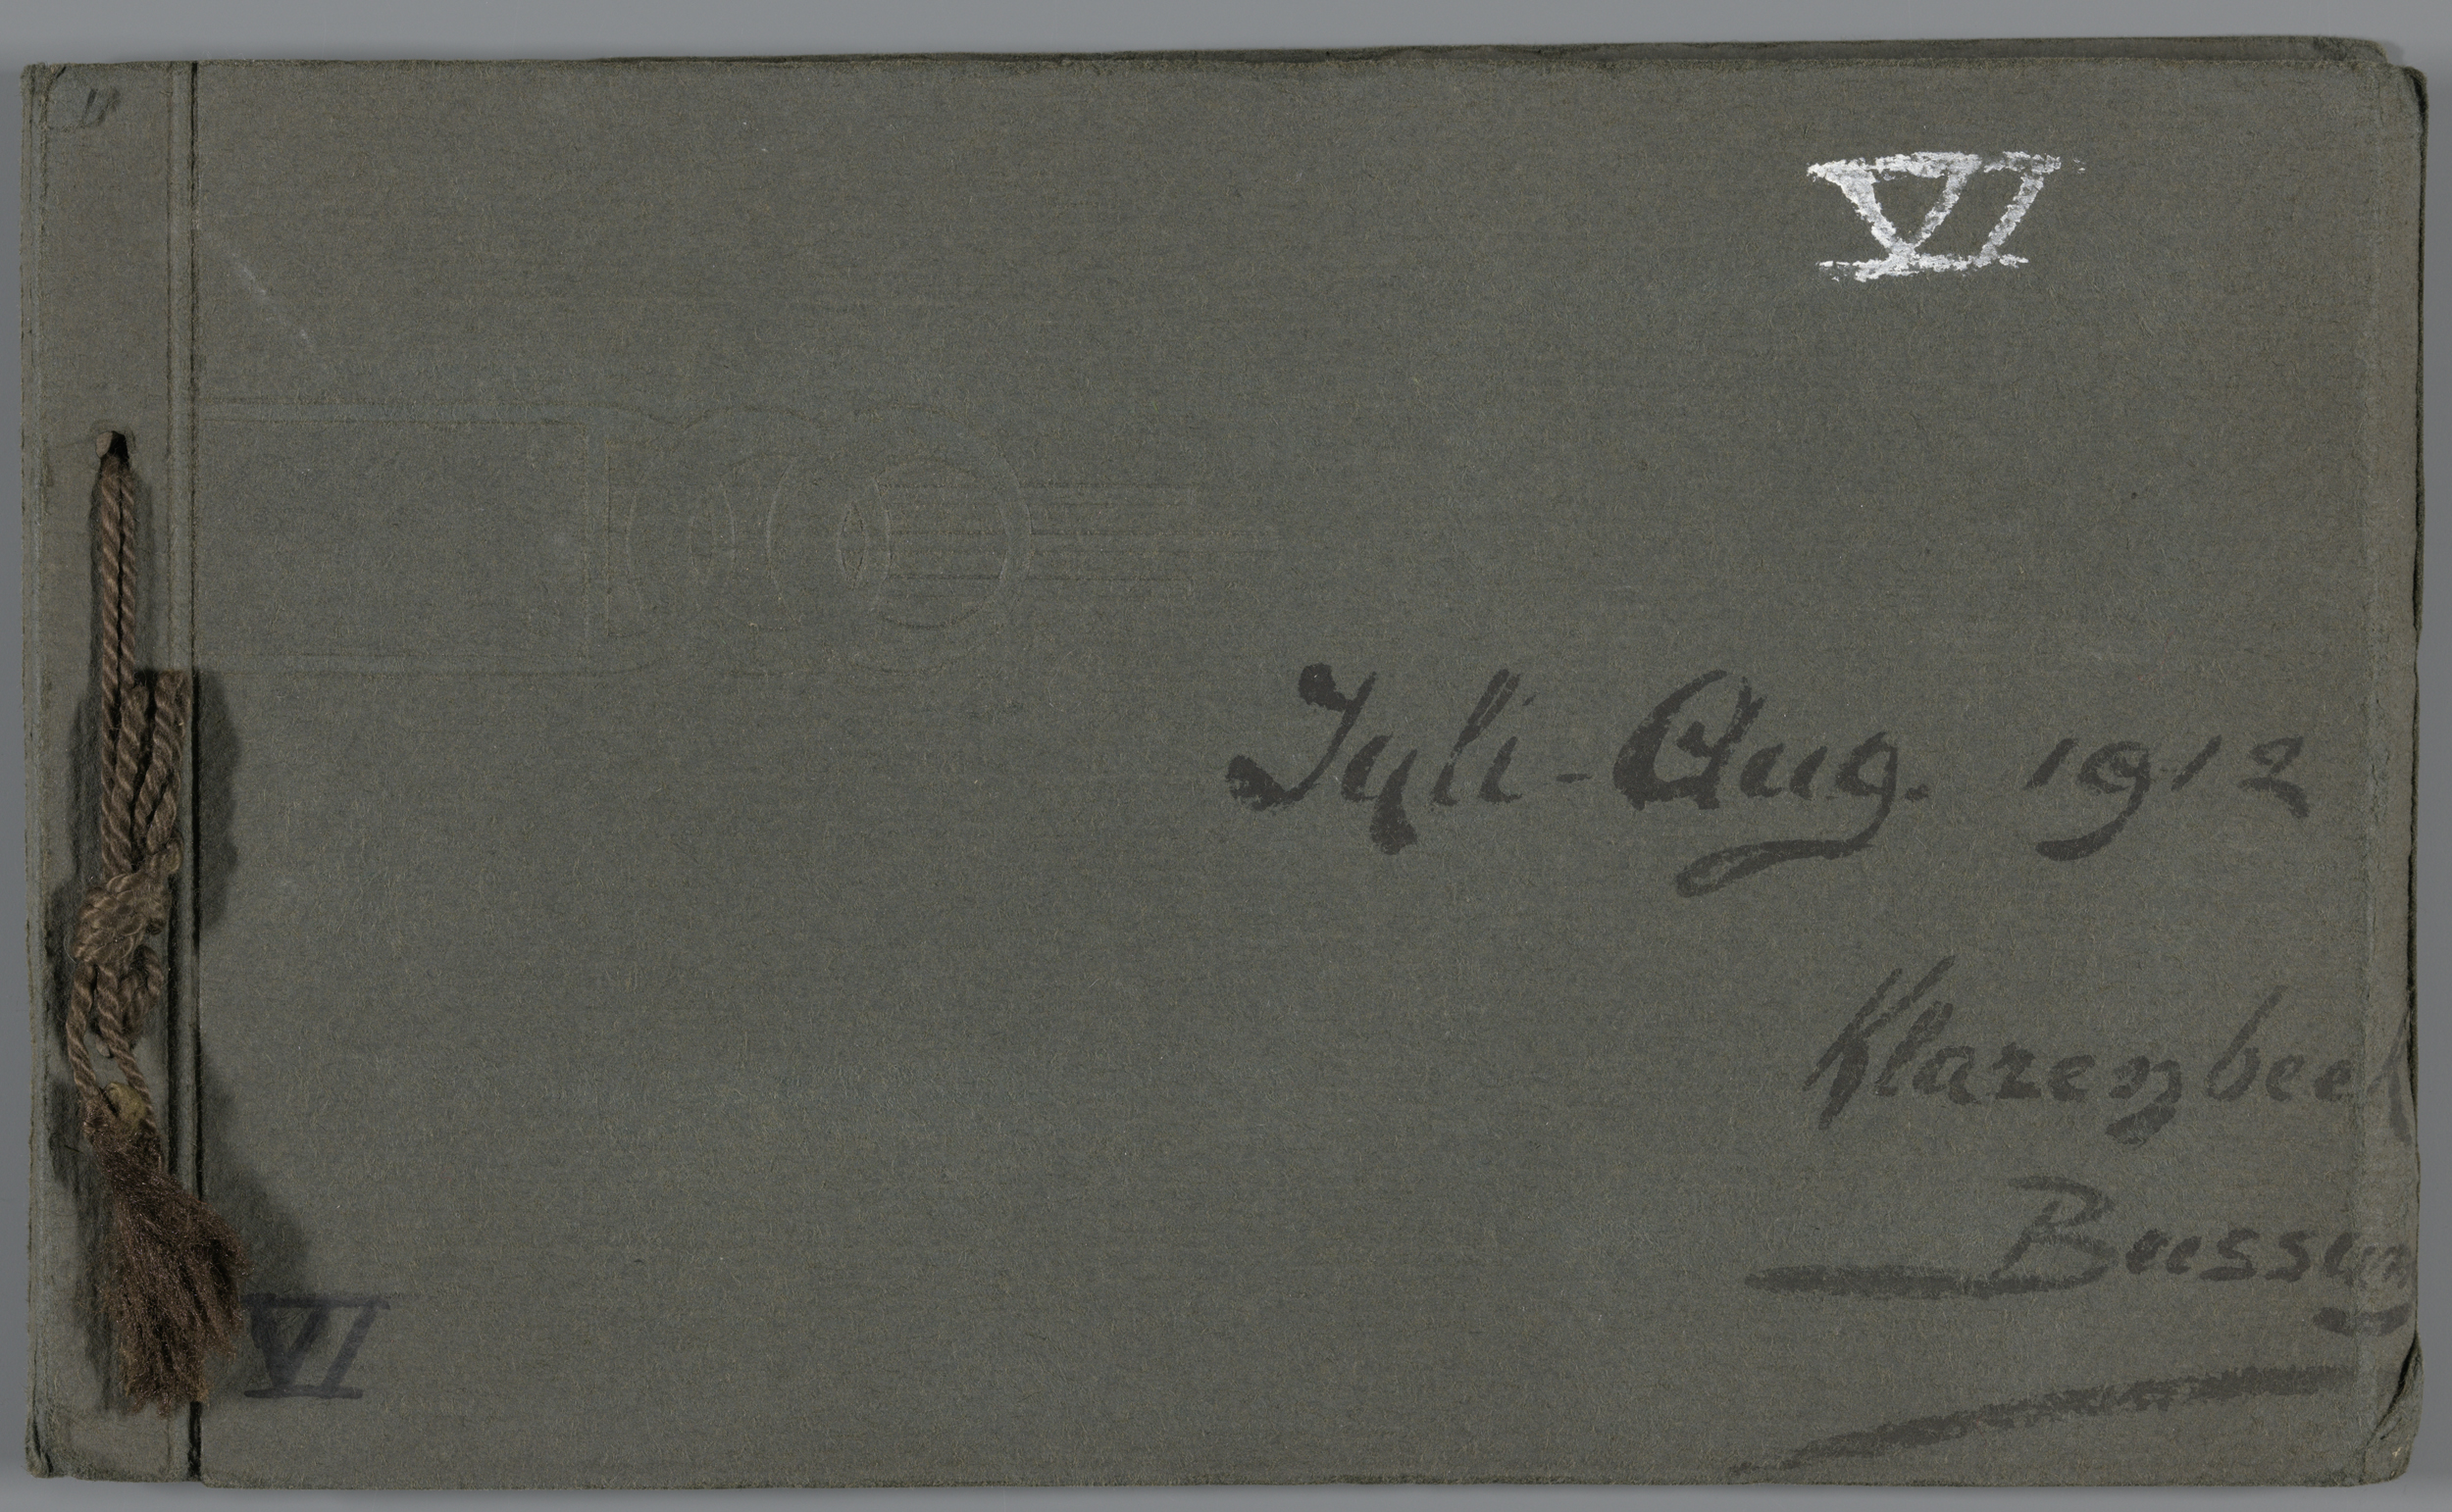 VI
Juli - Aug. 1912
Klarenbeek
Bussum
VI